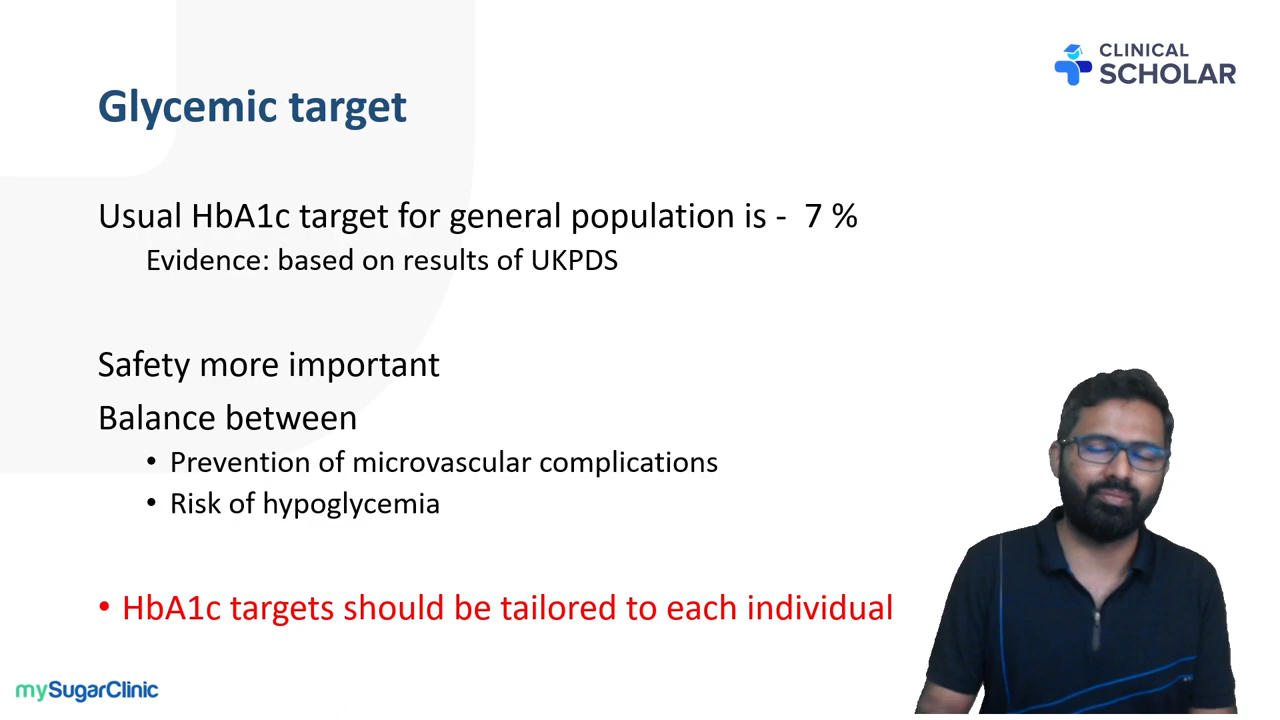 CLINICAL
SCHOLAR
Glycemic target
Usual HbA1c target for general population is - 7 %
Evidence: based on results of UKPDS
Safety more important
Balance between
• Prevention of microvascular complications
• Risk of hypoglycemia
• HbA1c targets should be tailored to each individual
mySugarClinic